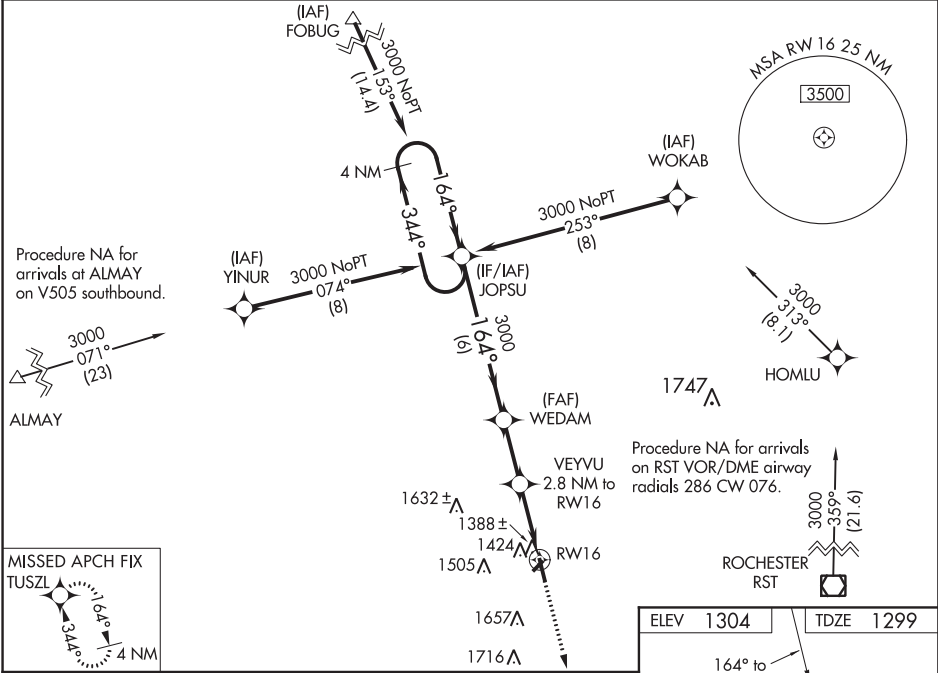 (IAF)
FOBUG
3000 NoPT
153°
(14.4)
MSA RW 16 25 NM
3500
4 NM
164°
344°
(IAF)
WOKAB
3000 NoPT
253°
(8)
Procedure NA for
arrivals at ALMAY
on V505 southbound.
(IAF)
YINUR
3000 NoPT
074°
(8)
(IF/IAF)
JOPSU
3000
164°
(6)
3000
071°
(23)
ALMAY
3000
313°
(8.1)
HOMLU
1747
(FAF)
WEDAM
Procedure NA for arrivals
on RST VOR/DME airway
radials 286 CW 076.
VEYVU
2.8 NM to
RW16
1632 ±
1388 ±
1424
1505
RW16
3000
359°
(21.6)
ROCHESTER
RST
MISSED APCH FIX
TUSZL
164°
344°
4 NM
1657
1716
ELEV 1304
TDZE 1299
164° to